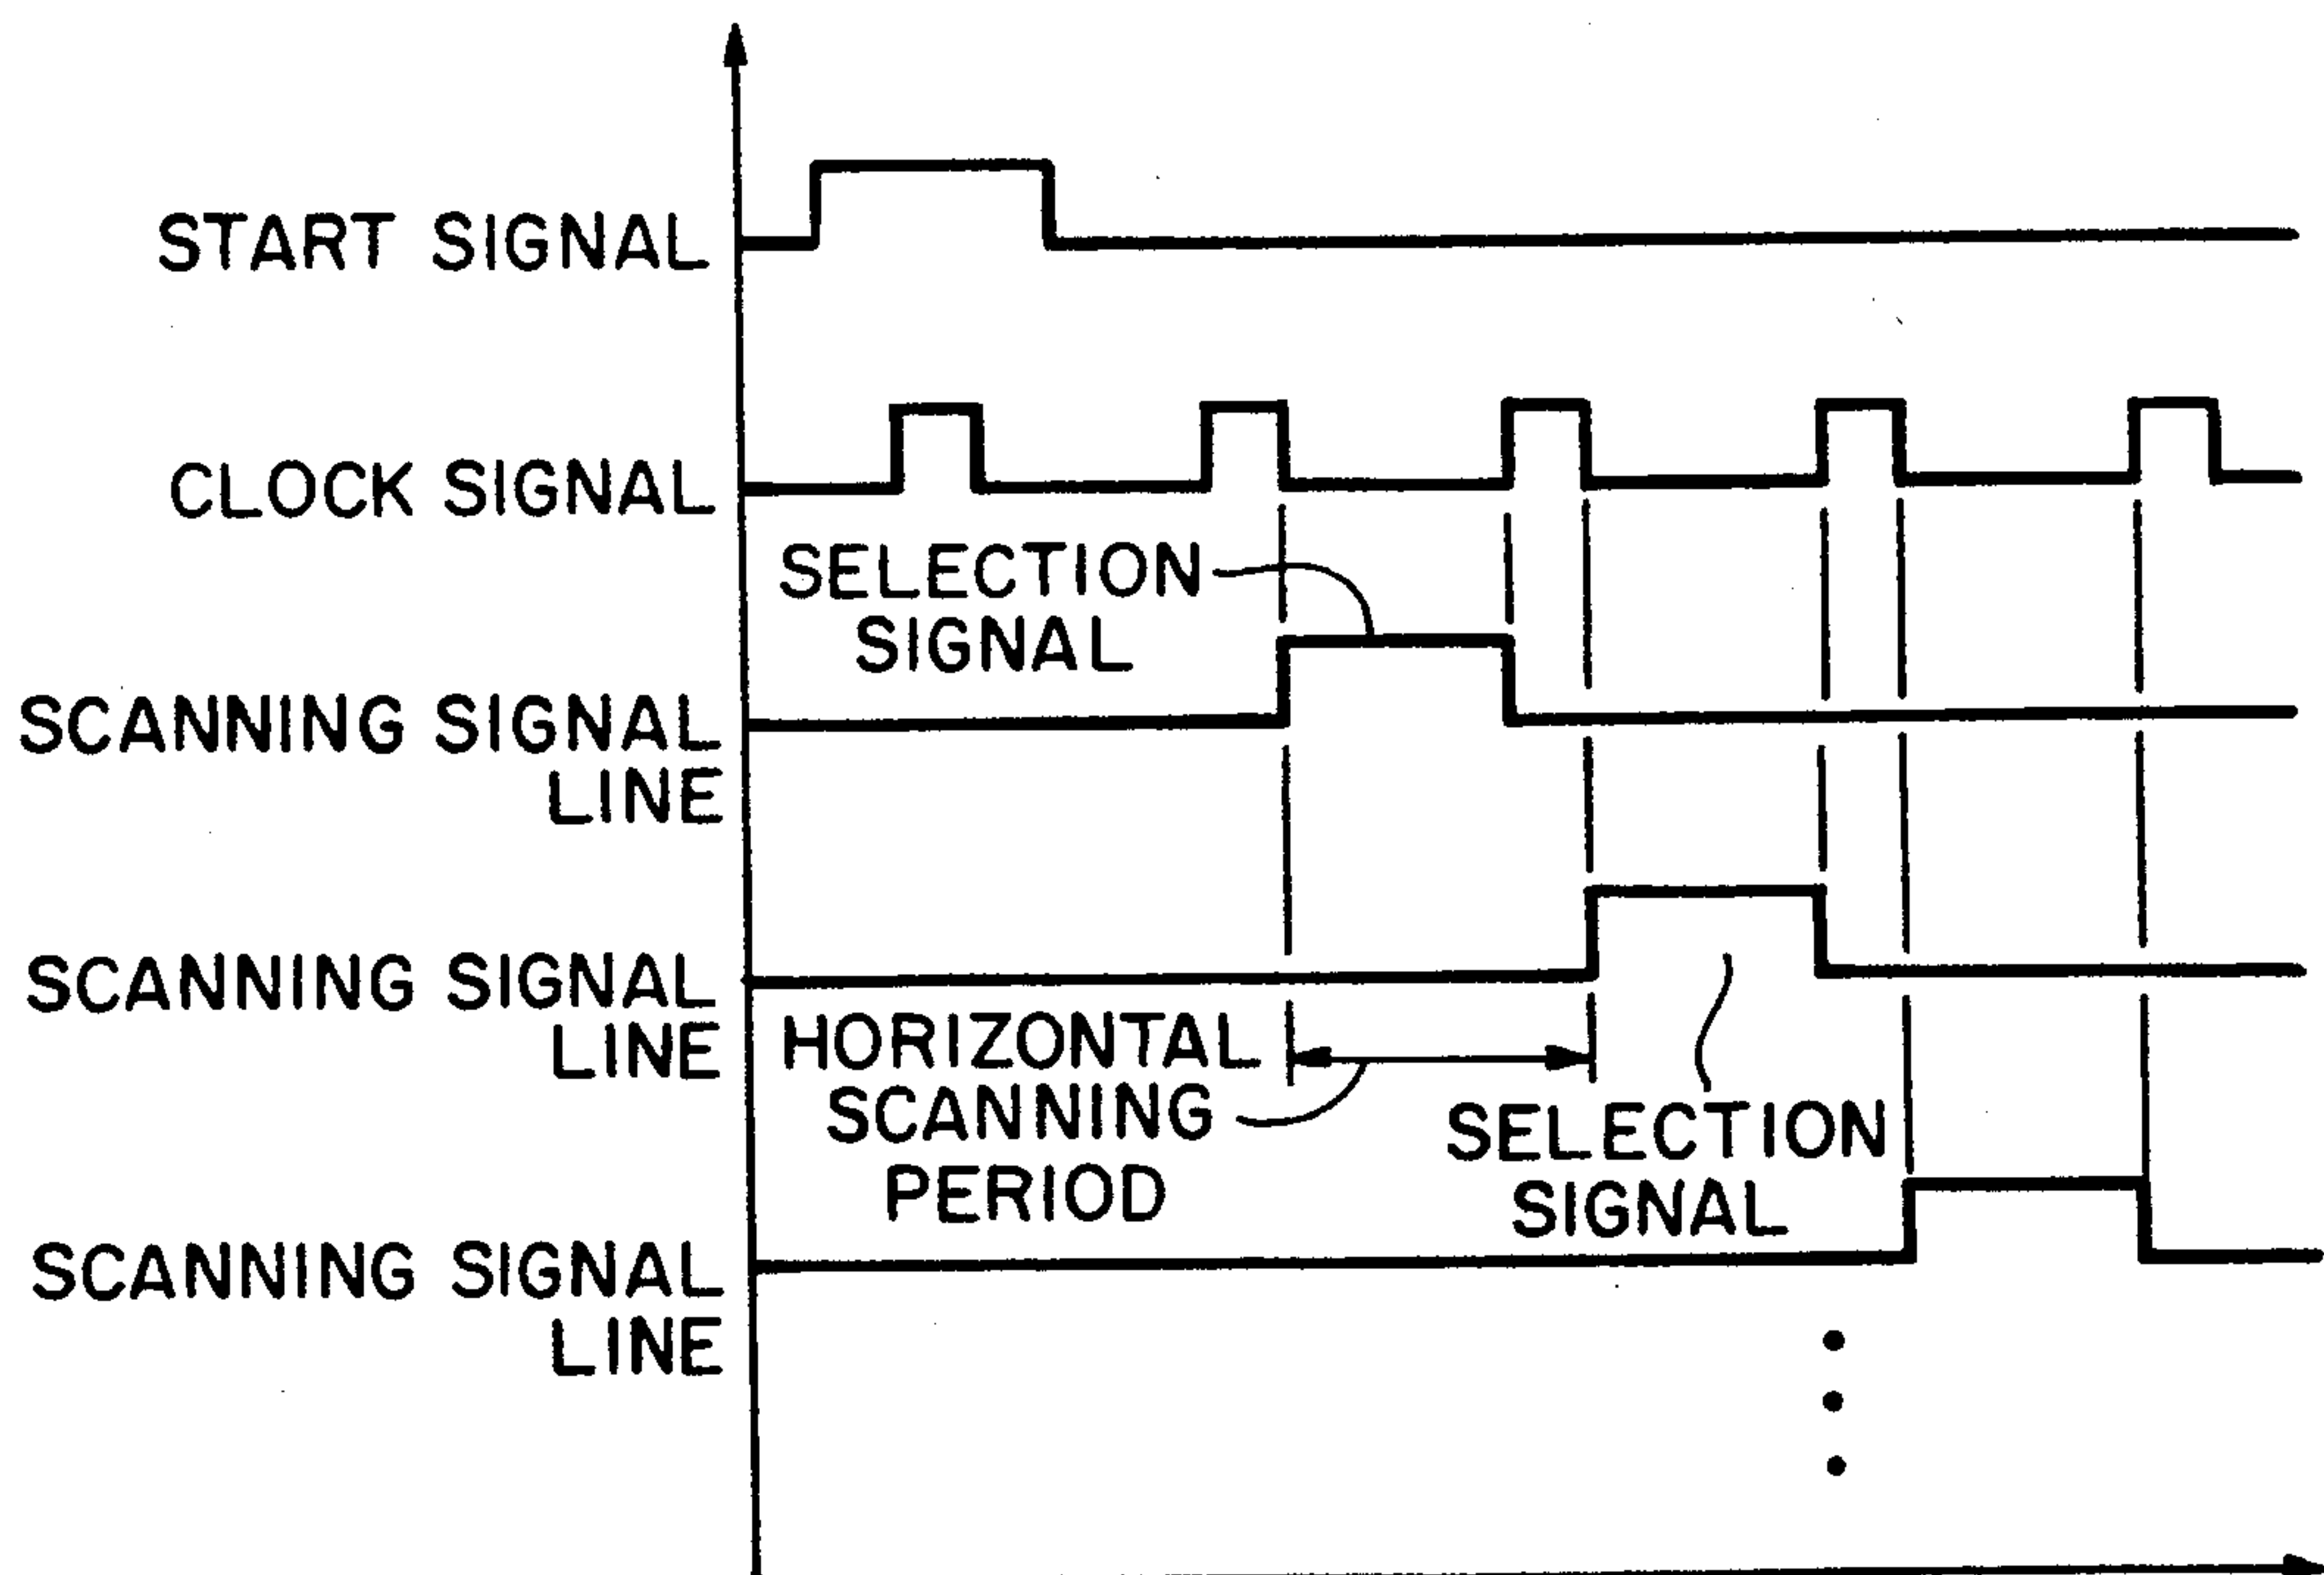 START SIGNAL
CLOCK SIGNAL
SELECTION
SIGNAL
SCANNING SIGNAL
LINE
SCANNING SIGNAL
LINE
HORIZONTAL
SCANNING
PERIOD
SELECTION
SIGNAL
SCANNING SIGNAL
LINE